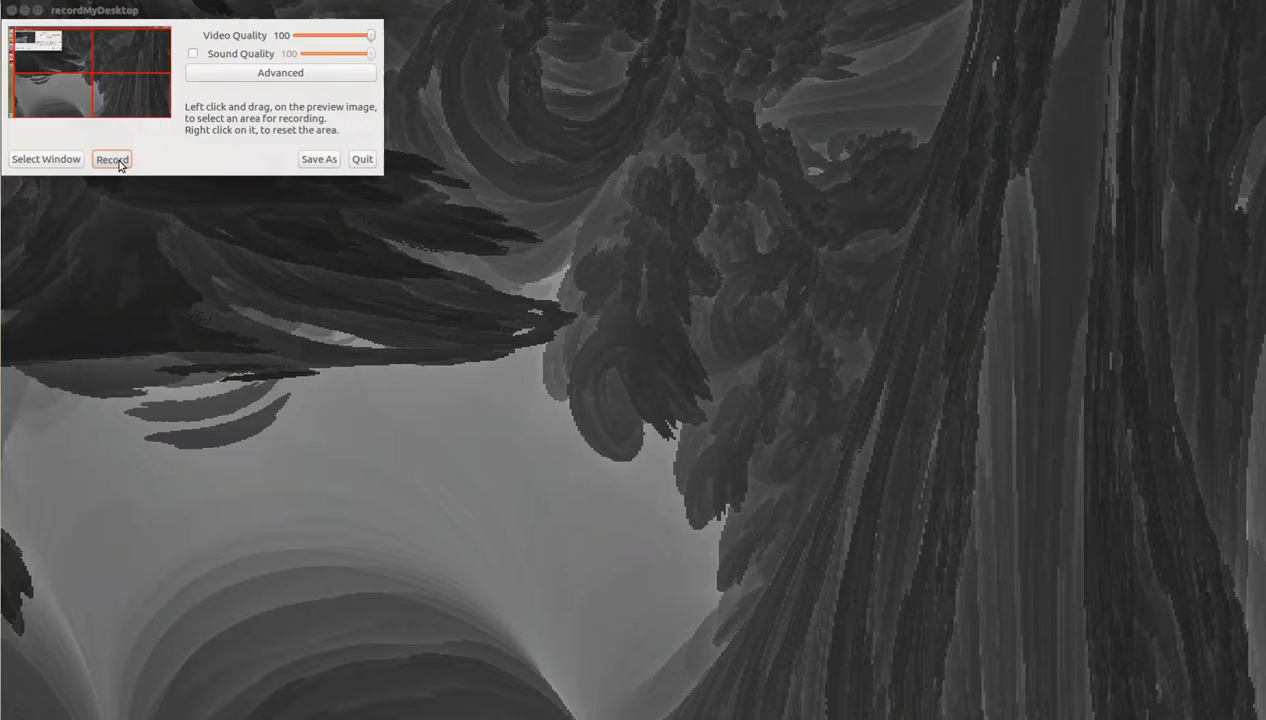 recordMyDesktop
Video Quality 100
Sound Quality 100
Advanced
Left click and drag, on the preview image,
to select an area for recording.
Right click on it, to reset the area.
Select Window Record Save As Quit